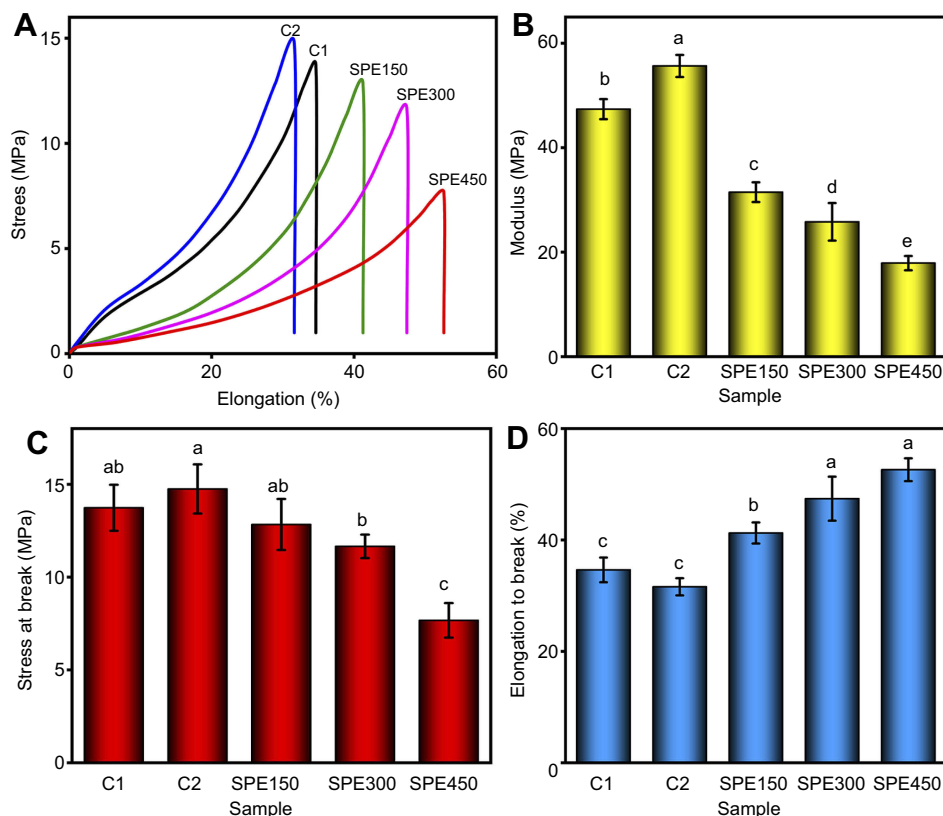 A
15
10
5
0
Strees (MPa)
C2
C1
SPE150
SPE300
SPE450
0
20
40
60
Elongation (%)
B
60
40
20
0
Modulus (MPa)
b
a
c
d
e
C1 C2 SPE150 SPE300 SPE450
Sample
C
15
10
5
0
Stress at break (MPa)
ab
a
ab
b
c
C1 C2 SPE150 SPE300 SPE450
Sample
D
60
40
20
0
Elongation to break (%)
c
c
b
a
a
C1 C2 SPE150 SPE300 SPE450
Sample